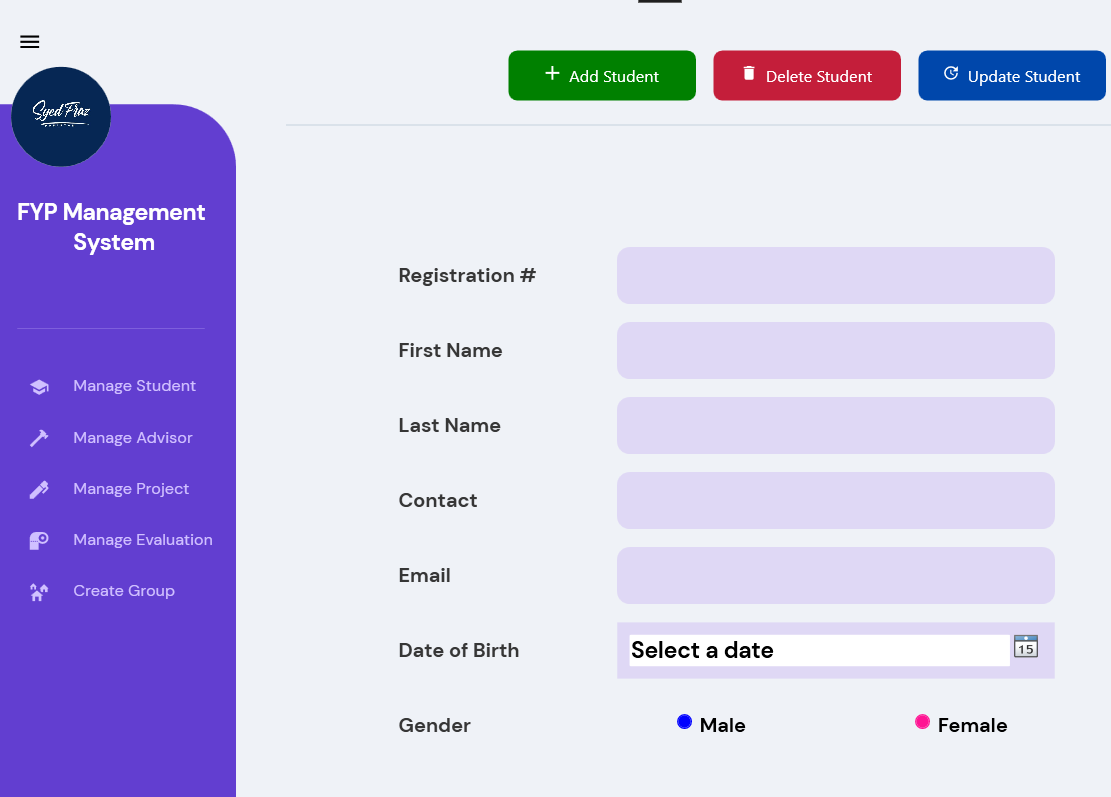 Add Student
Delete Student
Update Student
Syed Fraz
FYP Management
System
Manage Student
Manage Advisor
Manage Project
Manage Evaluation
Create Group
Registration #
First Name
Last Name
Contact
Email
Date of Birth
Select a date
15
Gender
Male
Female